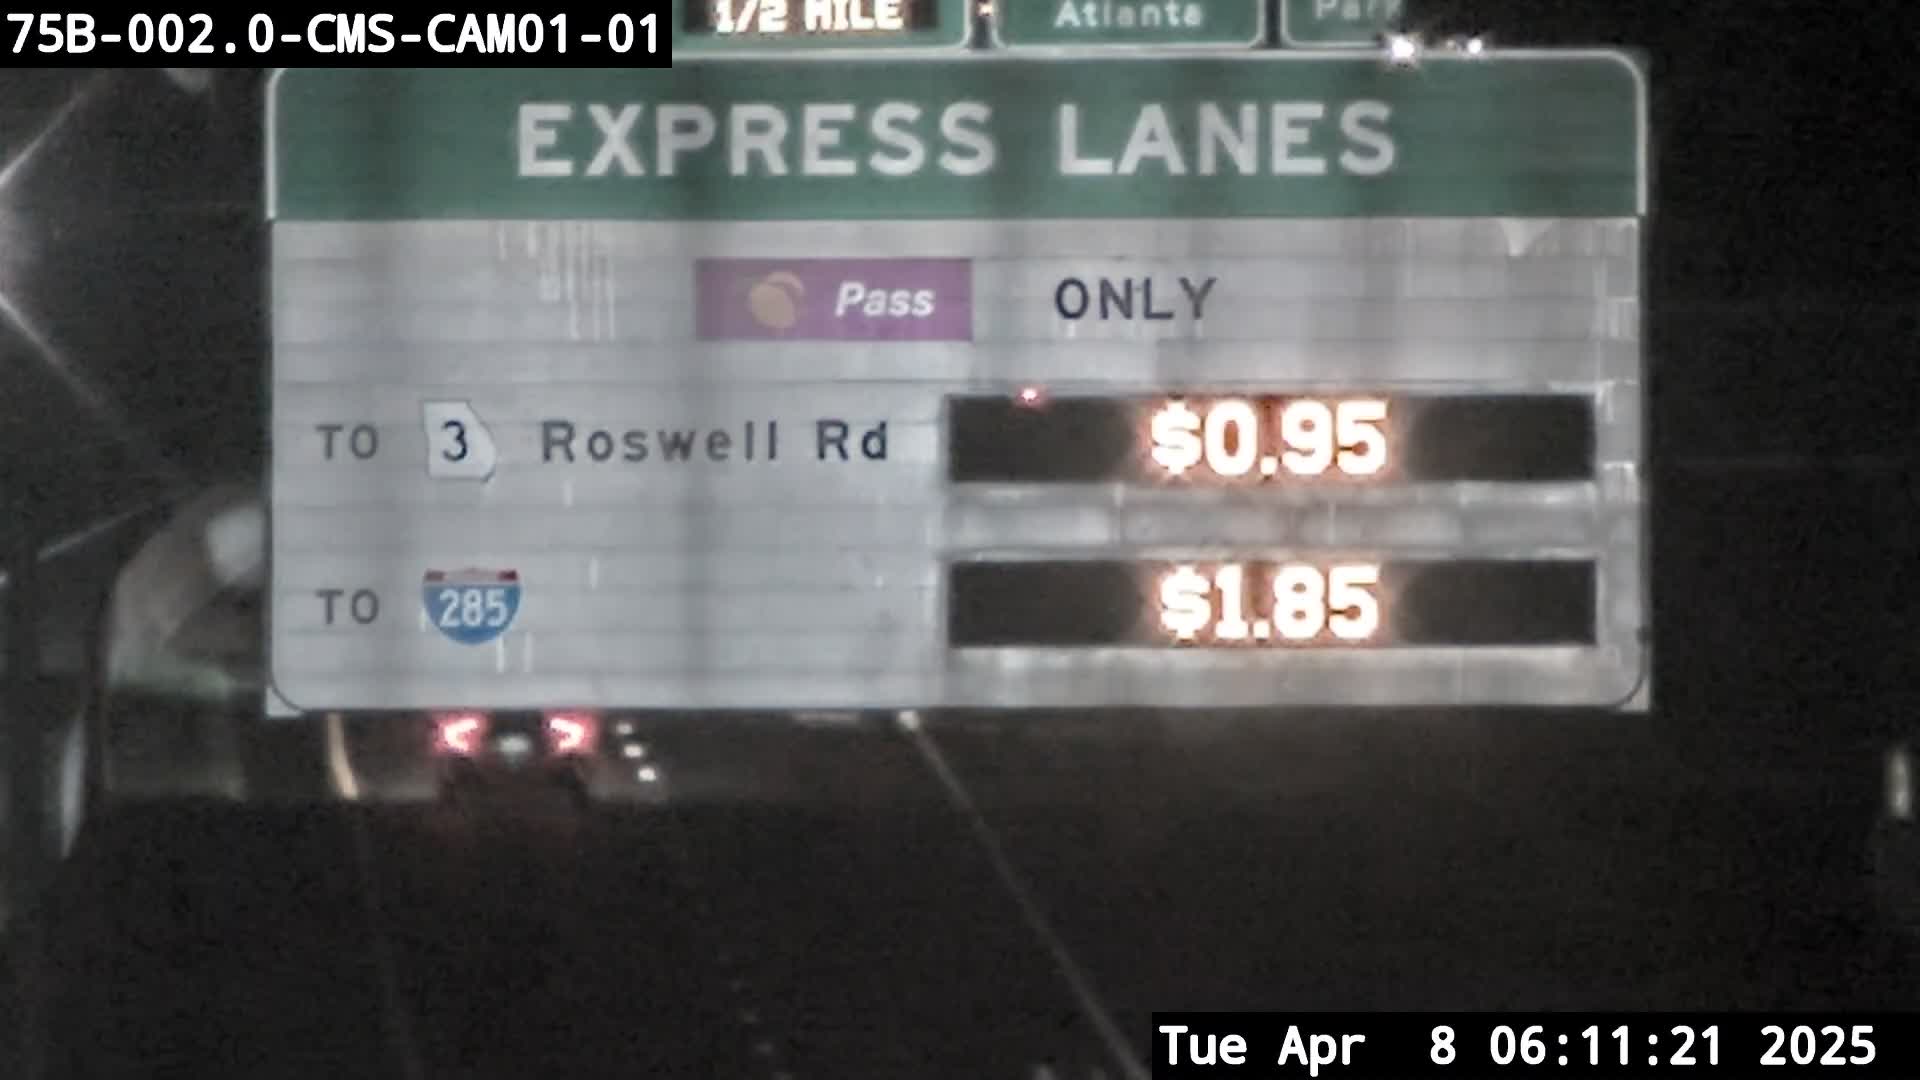 75B-002.0-CMS-CAM01-01
1/2 MILE
Atlanta
Park
EXPRESS LANES
Pass ONLY
TO 3 Roswell Rd $0.95
TO 285 $1.85
Tue Apr 8 06:11:21 2025